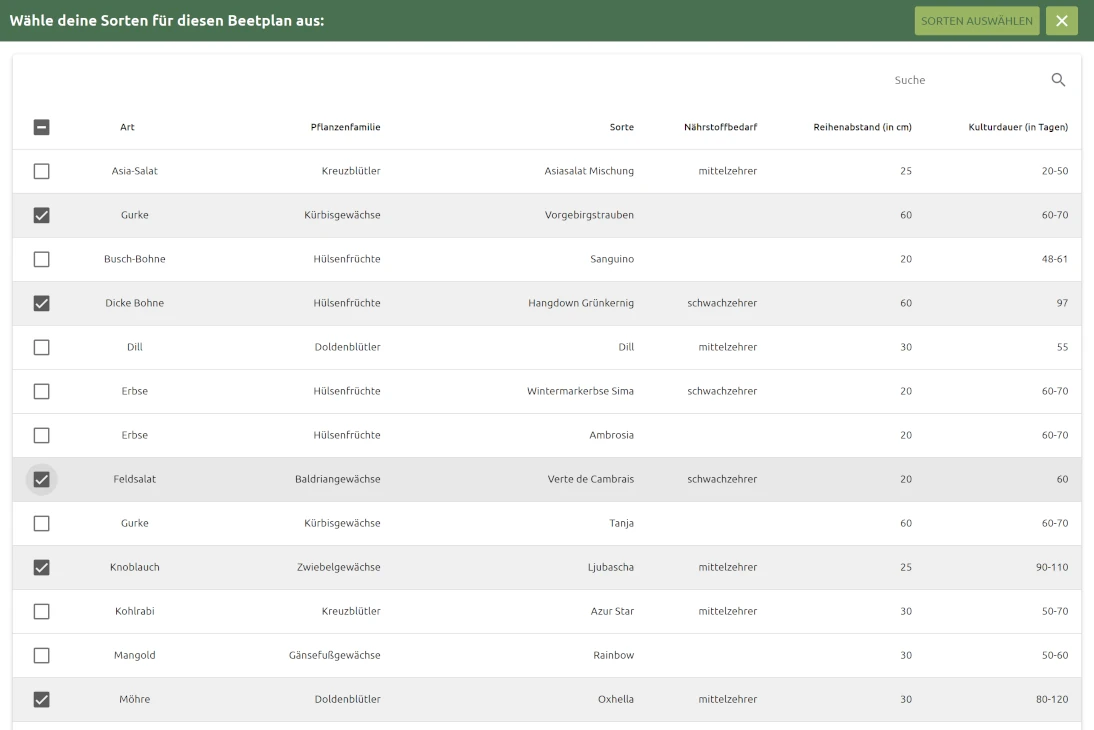 Wähle deine Sorten für diesen Beetplan aus:
SORTEN AUSWÄHLEN
Suche
Art Pflanzenfamilie Sorte Nährstoffbedarf Reihenabstand (in cm) Kulturdauer (in Tagen)
Asia-Salat Kreuzblütler Asiasalat Mischung mittelzehrer 25 20-50
Gurke Kürbisgewächse Vorgebirgstrauben 60 60-70
Busch-Bohne Hülsenfrüchte Sanguino 20 48-61
Dicke Bohne Hülsenfrüchte Hangdown Grünkernig schwachzehrer 60 97
Dill Doldenblütler Dill mittelzehrer 30 55
Erbse Hülsenfrüchte Wintermarkerbse Sima schwachzehrer 20 60-70
Erbse Hülsenfrüchte Ambrosia 20 60-70
Feldsalat Baldriangewächse Verte de Cambrais schwachzehrer 20 60
Gurke Kürbisgewächse Tanja 60 60-70
Knoblauch Zwiebelgewächse Ljubascha mittelzehrer 25 90-110
Kohlrabi Kreuzblütler Azur Star mittelzehrer 30 50-70
Mangold Gänsefußgewächse Rainbow 30 50-60
Möhre Doldenblütler Oxhella mittelzehrer 30 80-120